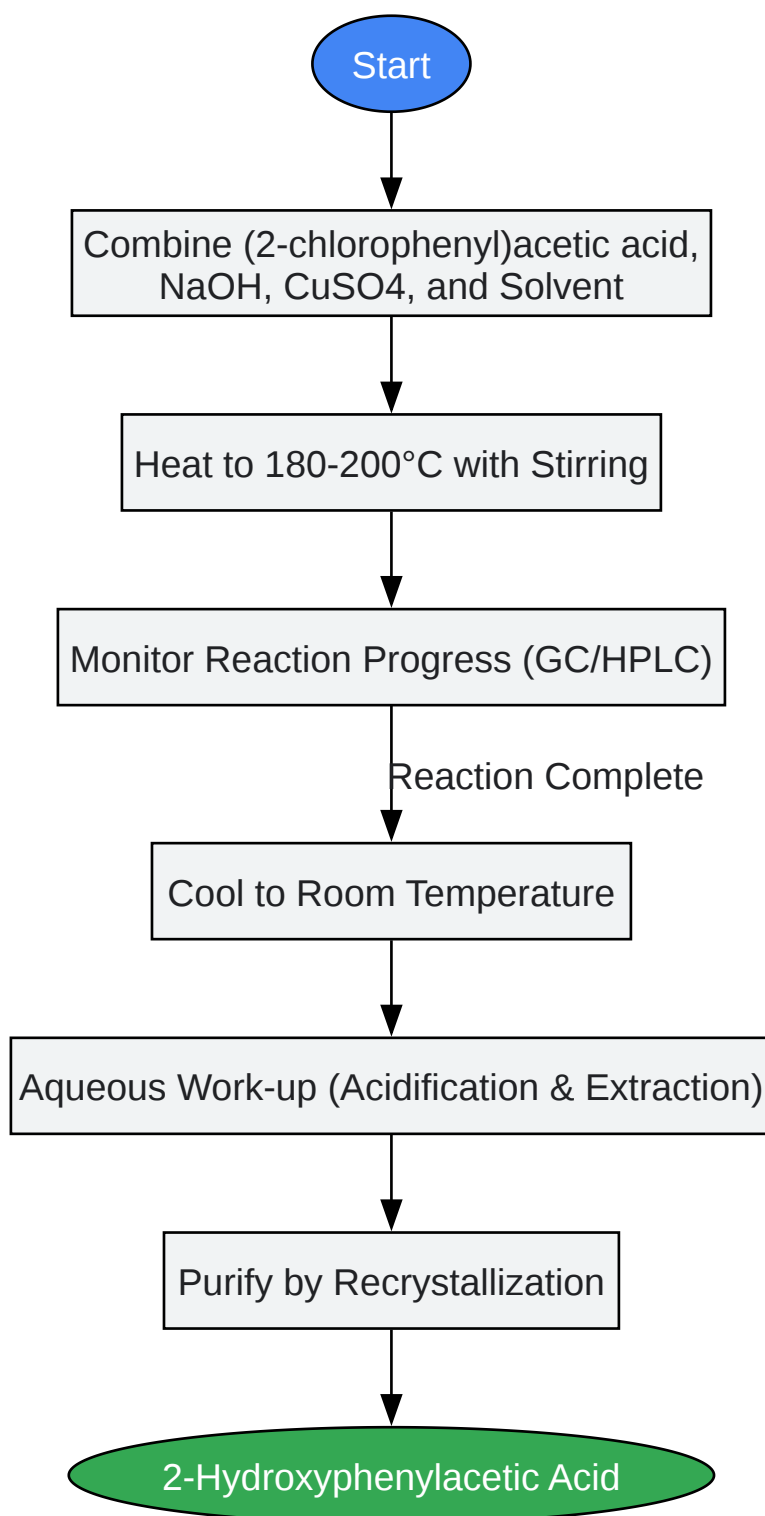 Start
Combine (2-chlorophenyl)acetic acid,
NaOH, CuSO4, and Solvent
Heat to 180-200°C with Stirring
Monitor Reaction Progress (GC/HPLC)
Reaction Complete
Cool to Room Temperature
Aqueous Work-up (Acidification & Extraction)
Purify by Recrystallization
2-Hydroxyphenylacetic Acid